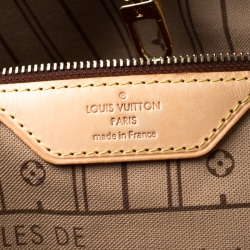 LOUIS VUITTON
PARIS
made in France
LES DE